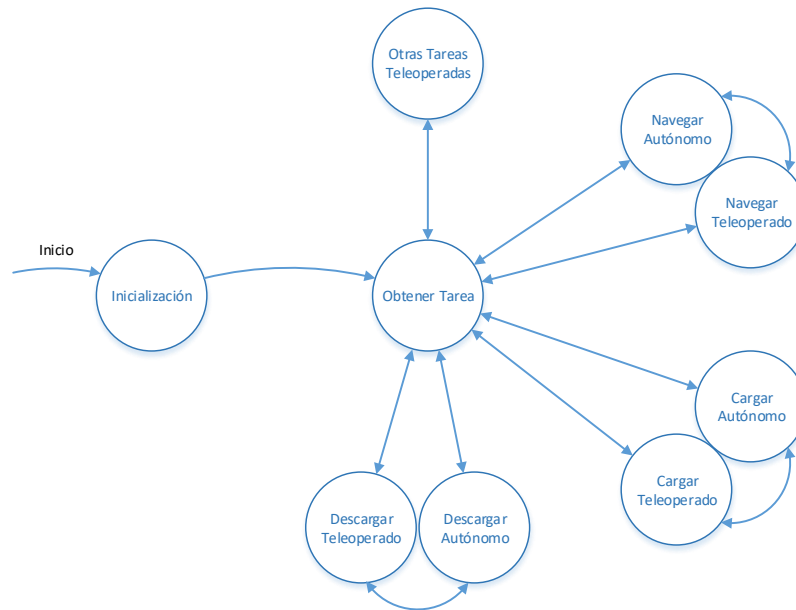 Otras Tareas
Teleoperadas
Navegar
Autónomo
Navegar
Teleoperado
Inicio
Inicialización
Obtener Tarea
Cargar
Autónomo
Cargar
Teleoperado
Descargar
Teleoperado
Descargar
Autónomo